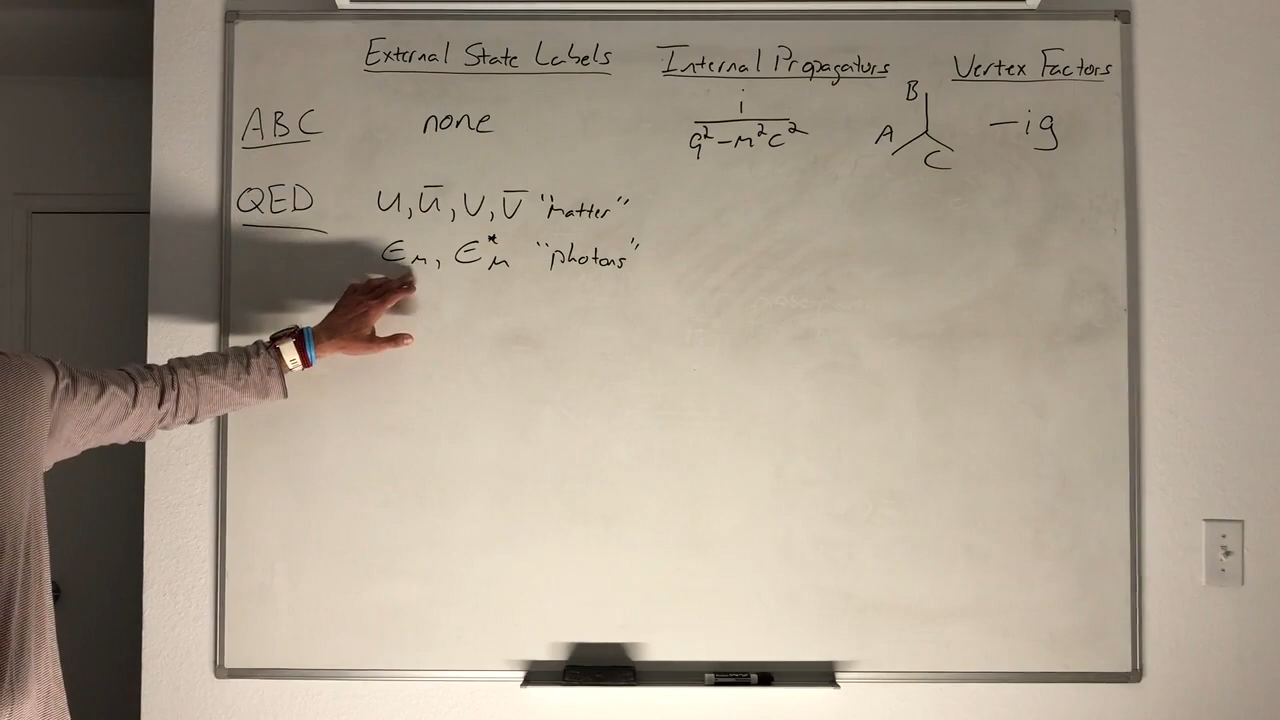 External State Labels Internal Propagators Vertex Factors
ABC none i/(q²-m²c²) A B C -ig
QED u, ū, v, v̄ "matter"
ϵμ, ϵ*μ "photons"